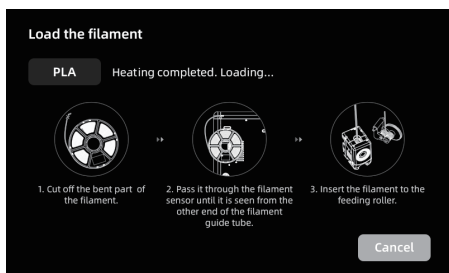 Load the filament
PLA
Heating completed. Loading...
1. Cut off the bent part of
the filament.
2. Pass it through the filament
sensor until it is seen from the
other end of the filament
guide tube.
3. Insert the filament to the
feeding roller.
Cancel